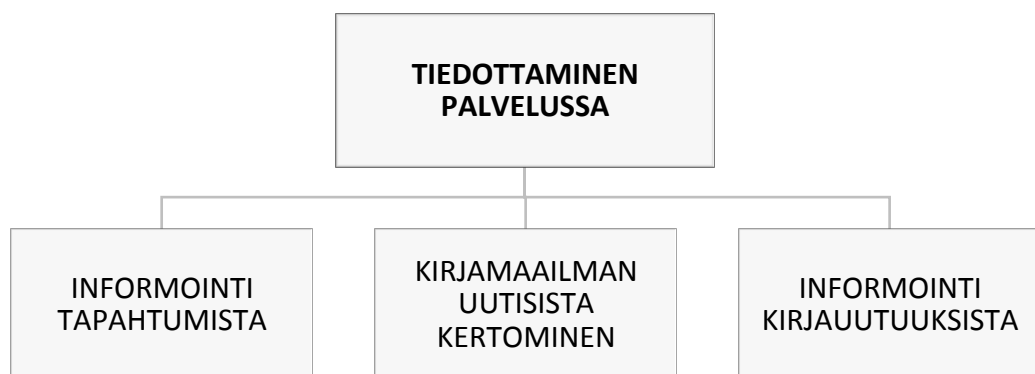 TIEDOTTAMINEN
PALVELUSSA
INFORMOINTI
TAPAHTUMISTA
KIRJAMAAILMAN
UUTISISTA
KERTOMINEN
INFORMOINTI
KIRJAUUTUUKSISTA